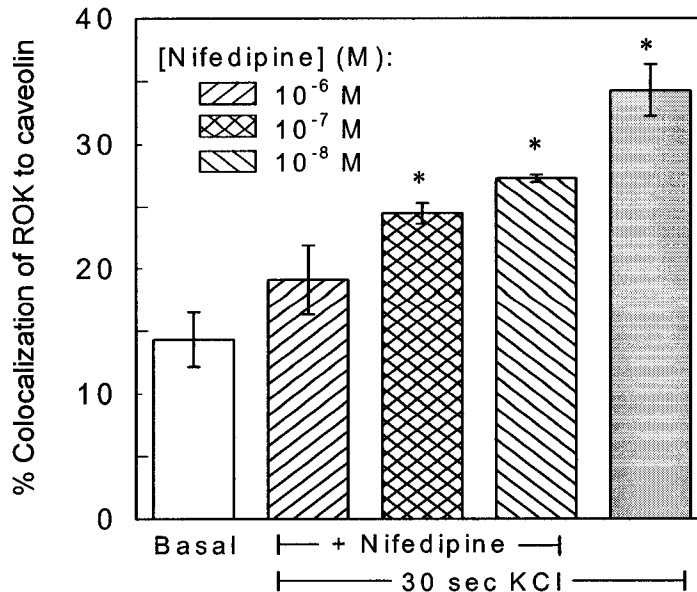 % Colocalization of ROK to caveolin
40
30
20
10
0
[Nifedipine] (M):
10⁻⁶ M
10⁻⁷ M
10⁻⁸ M
*
*
*
Basal
+ Nifedipine
30 sec KCl